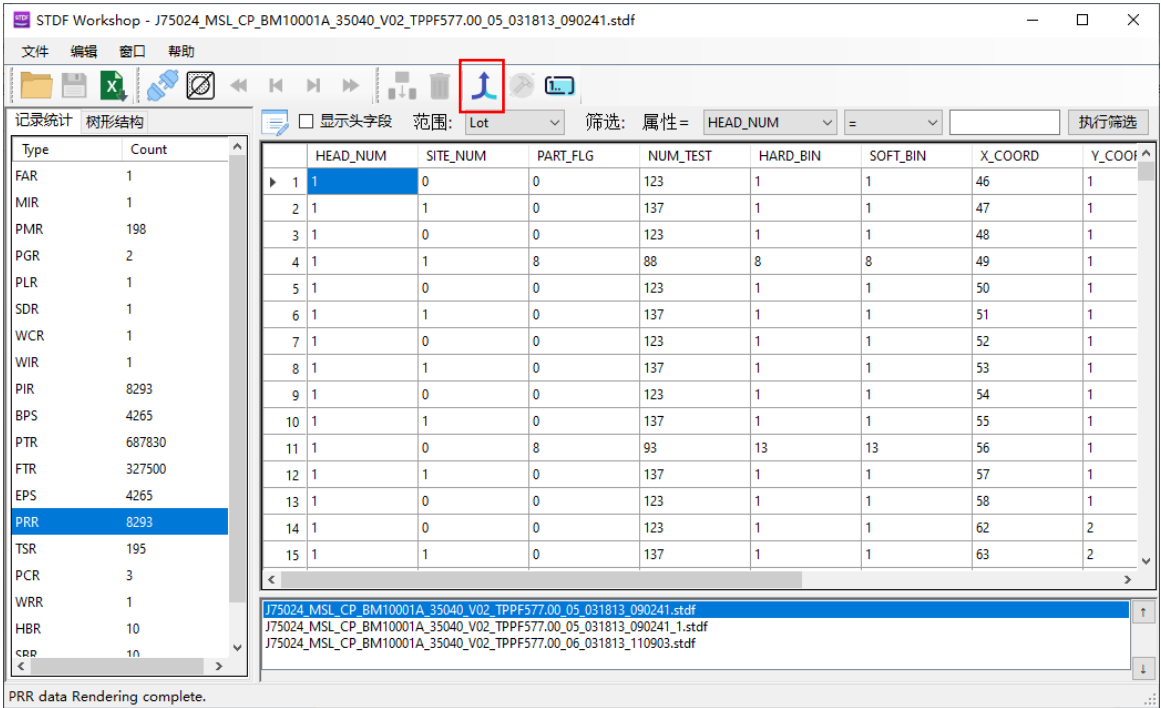 STDF Workshop - J75024_MSL_CP_BM10001A_35040_V02_TPPF577.00_05_031813_090241.stdf
文件 编辑 窗口 帮助
记录统计 树形结构
Type Count
FAR 1
MIR 1
PMR 198
PGR 2
PLR 1
SDR 1
WCR 1
WIR 1
PIR 8293
BPS 4265
PTR 687830
FTR 327500
EPS 4265
PRR 8293
TSR 195
PCR 3
WRR 1
HBR 10
SBR 10
显示头字段 范围: Lot 筛选: 属性= HEAD_NUM = 执行筛选
HEAD_NUM SITE_NUM PART_FLG NUM_TEST HARD_BIN SOFT_BIN X_COORD Y_COOR
1 1 0 0 123 1 1 46 1
2 1 1 0 137 1 1 47 1
3 1 0 0 123 1 1 48 1
4 1 1 8 88 8 8 49 1
5 1 0 0 123 1 1 50 1
6 1 1 0 137 1 1 51 1
7 1 0 0 123 1 1 52 1
8 1 1 0 137 1 1 53 1
9 1 0 0 123 1 1 54 1
10 1 1 0 137 1 1 55 1
11 1 0 8 93 13 13 56 1
12 1 1 0 137 1 1 57 1
13 1 0 0 123 1 1 58 1
14 1 0 0 123 1 1 62 2
15 1 1 0 137 1 1 63 2
J75024_MSL_CP_BM10001A_35040_V02_TPPF577.00_05_031813_090241.stdf
J75024_MSL_CP_BM10001A_35040_V02_TPPF577.00_05_031813_090241_1.stdf
J75024_MSL_CP_BM10001A_35040_V02_TPPF577.00_06_031813_110903.stdf
PRR data Rendering complete.